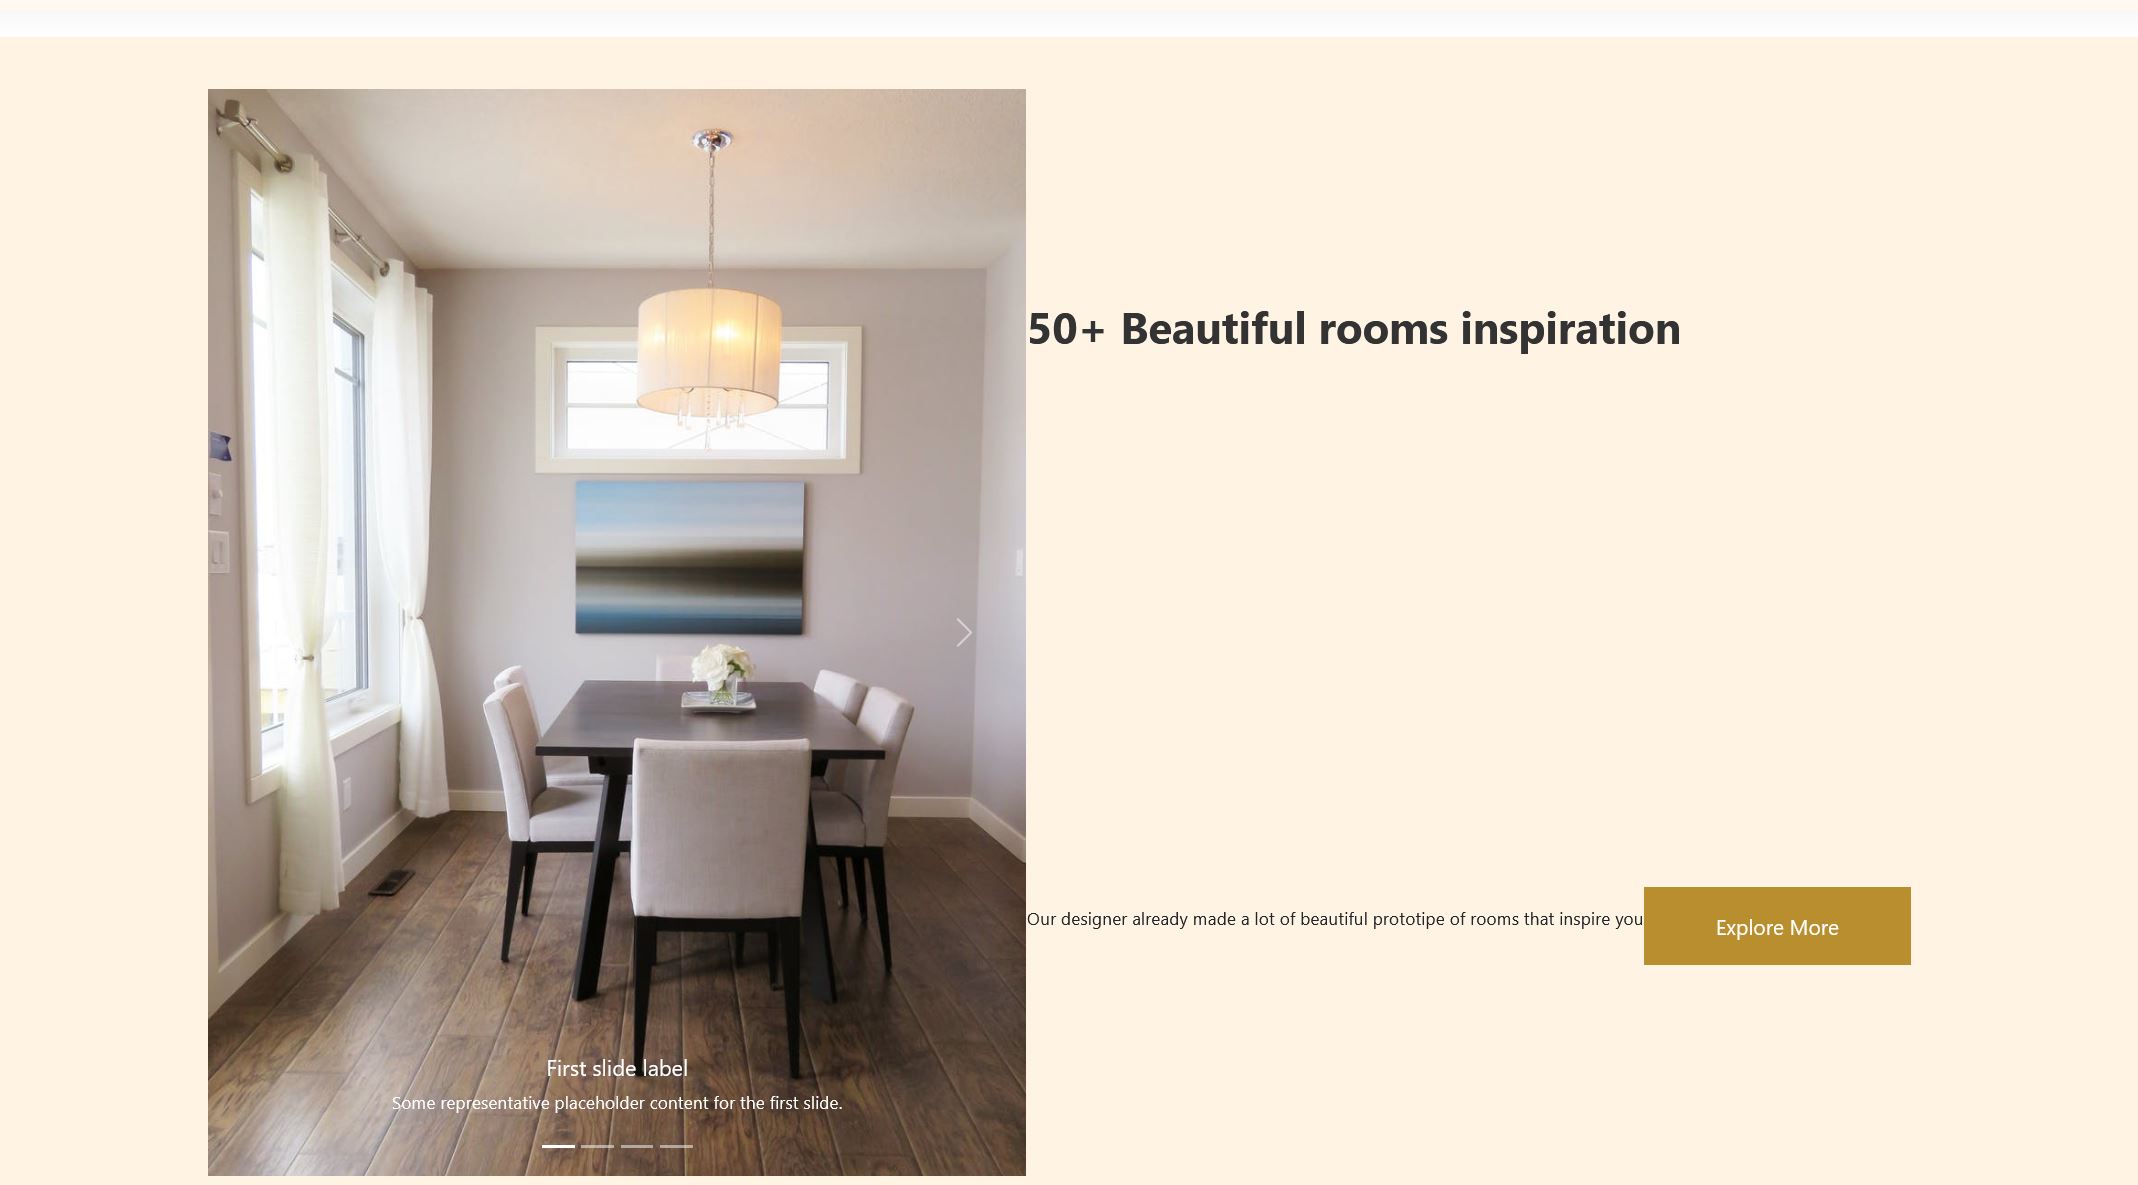 50+ Beautiful rooms inspiration
Our designer already made a lot of beautiful prototipe of rooms that inspire you
Explore More
First slide label
Some representative placeholder content for the first slide.